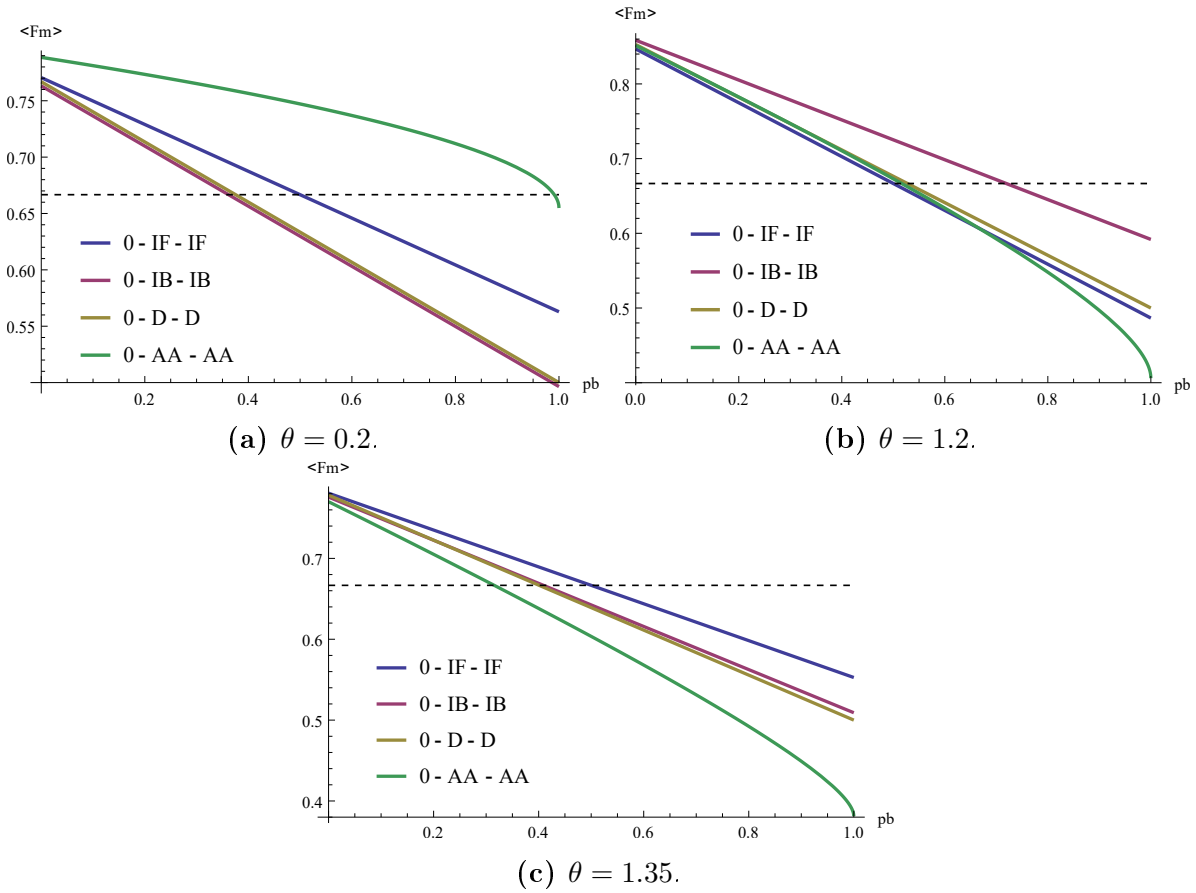 <Fm>
0.75
0.70
0.65
0.60
0.55
0 - IF - IF
0 - IB - IB
0 - D - D
0 - AA - AA
0.2 0.4 0.6 0.8 1.0
pb
(a) θ = 0.2.
<Fm>
0.8
0.7
0.6
0.5
0 - IF - IF
0 - IB - IB
0 - D - D
0 - AA - AA
0.0 0.2 0.4 0.6 0.8 1.0
pb
(b) θ = 1.2.
<Fm>
0.7
0.6
0.5
0.4
0 - IF - IF
0 - IB - IB
0 - D - D
0 - AA - AA
0.2 0.4 0.6 0.8 1.0
pb
(c) θ = 1.35.